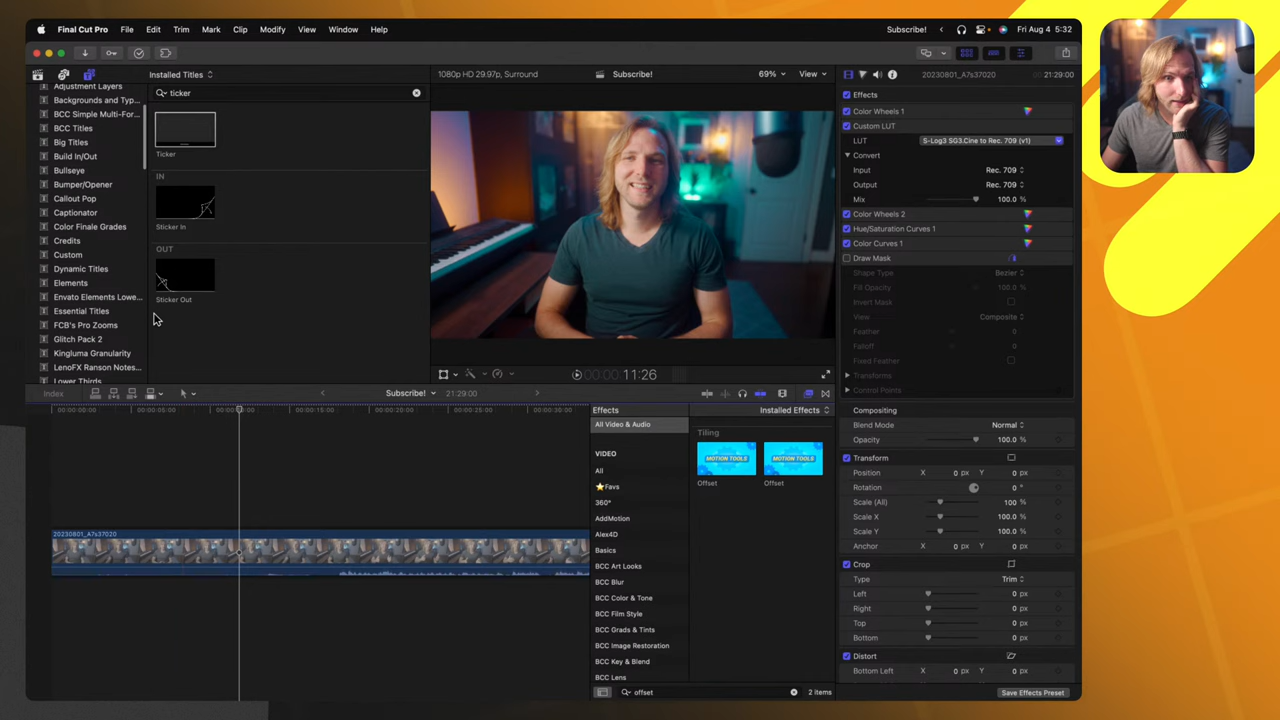 Final Cut Pro File Edit Trim Mark Clip Modify View Window Help Subscribe! Fri Aug 4 5:32
Installed Titles
1080p HD 29.97p, Surround
Subscribe!
69%
View
20230801_A7s37020
21:29:00
ticker
Adjustment Layers
Backgrounds and Typ...
BCC Simple Multi-For...
BCC Titles
Big Titles
Build In/Out
Bullseye
Bumper/Opener
Callout Pop
Captionator
Color Finale Grades
Credits
Custom
Dynamic Titles
Elements
Envato Elements Lowe...
Essential Titles
FCB's Pro Zooms
Glitch Pack 2
Kingluma Granularity
LenoFX Ranson Notes...
Lower Thirds
Ticker
IN
Sticker In
OUT
Sticker Out
00:00:00 11:26
Effects
Color Wheels 1
Custom LUT
LUT S-Log3 SG3.Cine to Rec. 709 (v1)
Convert
Input Rec. 709
Output Rec. 709
Mix 100.0 %
Color Wheels 2
Hue/Saturation Curves 1
Color Curves 1
Draw Mask
Shape Type Bezier
Fill Opacity 100.0 %
Invert Mask
View Composite
Feather 0
Falloff 0
Fixed Feather
Transforms
Control Points
Compositing
Blend Mode Normal
Opacity 100.0 %
Transform
Position X 0 px Y 0 px
Rotation 0 °
Scale (All) 100 %
Scale X 100.0 %
Scale Y 100.0 %
Anchor X 0 px Y 0 px
Crop
Type Trim
Left 0 px
Right 0 px
Top 0 px
Bottom 0 px
Distort
Bottom Left X 0 px Y 0 px
Save Effects Preset
Index
Subscribe!
21:29:00
00:00:00:00 00:00:05:00 00:00:15:00 00:00:20:00 00:00:25:00 00:00:30:00
20230801_A7s37020
Effects
Installed Effects
All Video & Audio
VIDEO
All
⭐Favs
360°
AddMotion
Alex4D
Basics
BCC Art Looks
BCC Blur
BCC Color & Tone
BCC Film Style
BCC Grads & Tints
BCC Image Restoration
BCC Key & Blend
BCC Lens
Tiling
MOTION TOOLS
MOTION TOOLS
Offset
Offset
offset
2 items